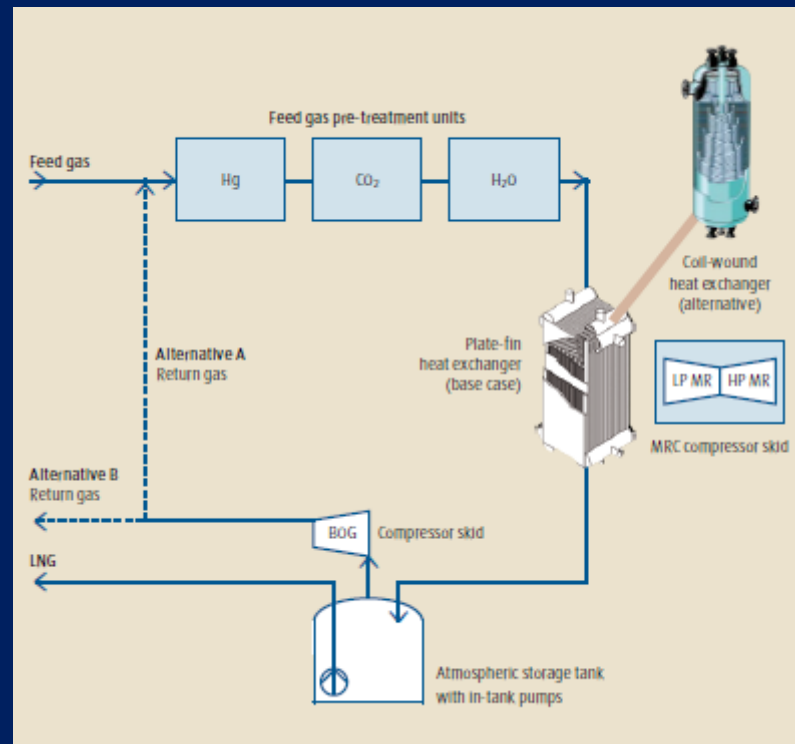 Feed gas pre-treatment units
Feed gas
Hg
CO₂
H₂O
Coil-wound
heat exchanger
(alternative)
Plate-fin
heat exchanger
(base case)
LP MR
HP MR
MRC compressor skid
Alternative A
Return gas
Alternative B
Return gas
BOG
Compressor skid
LNG
Atmospheric storage tank
with in-tank pumps